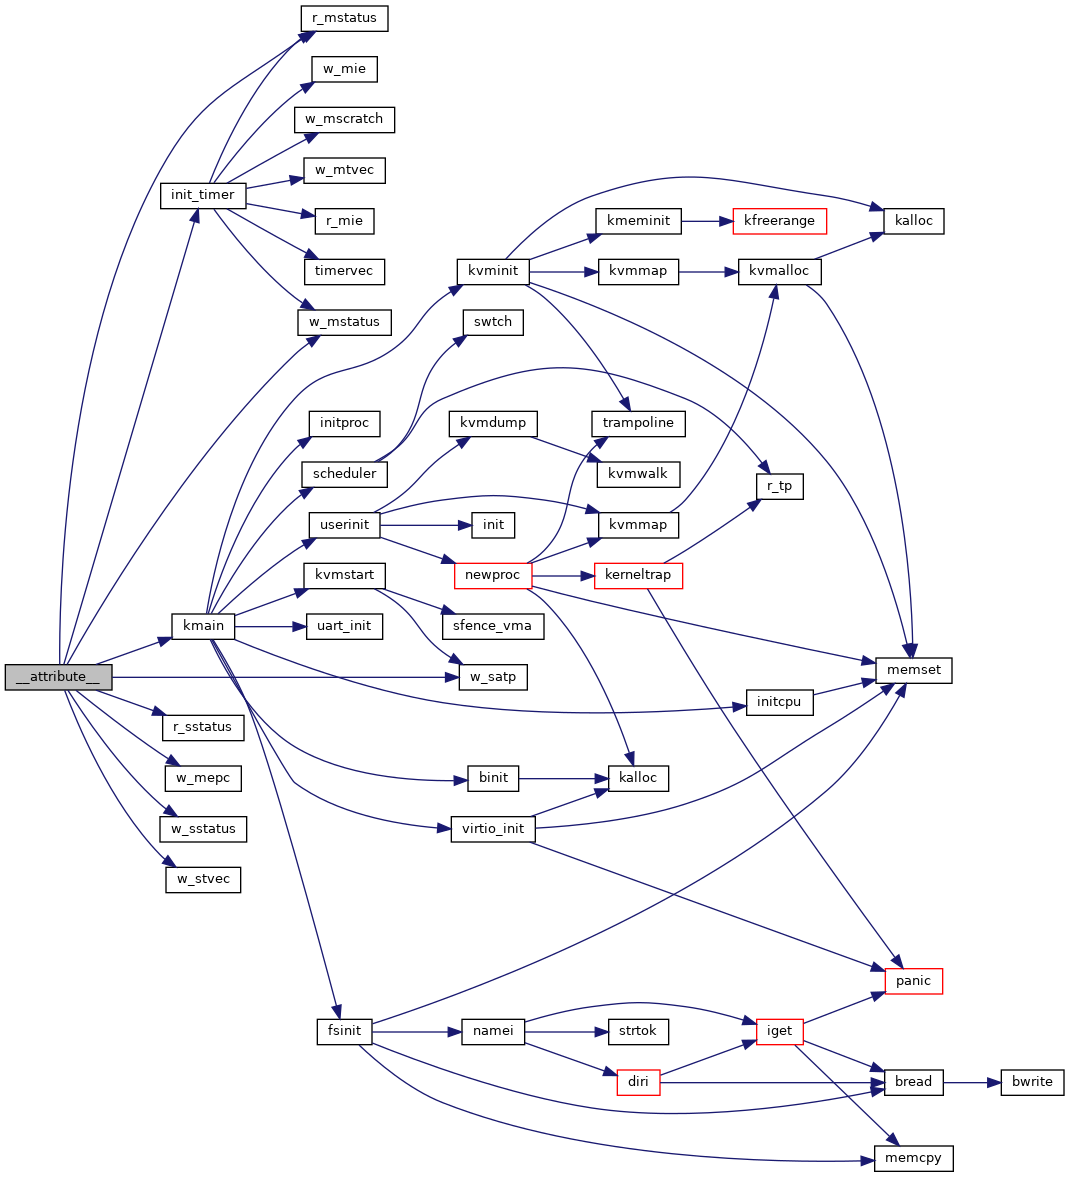 r_mstatus
w_mie
w_mscratch
w_mtvec
init_timer
r_mie
kmeminit
kfreerange
kalloc
timervec
kvminit
kvmmap
kvmalloc
w_mstatus
swtch
initproc
kvmdump
trampoline
scheduler
kvmwalk
r_tp
userinit
init
kvmmap
kvmstart
newproc
kerneltrap
kmain
uart_init
sfence_vma
__attribute__
w_satp
memset
initcpu
r_sstatus
w_mepc
binit
kalloc
w_sstatus
virtio_init
w_stvec
panic
fsinit
namei
strtok
iget
diri
bread
bwrite
memcpy